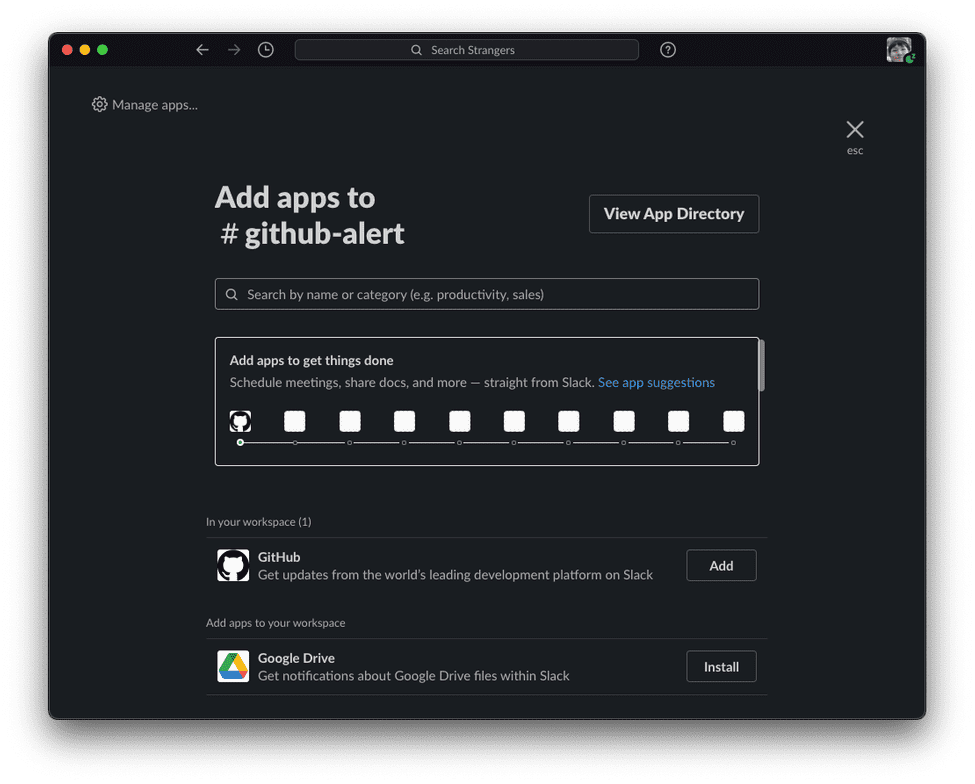 Search Strangers
Manage apps...
esc
Add apps to
# github-alert
View App Directory
Search by name or category (e.g. productivity, sales)
Add apps to get things done
Schedule meetings, share docs, and more — straight from Slack. See app suggestions
In your workspace (1)
GitHub
Get updates from the world’s leading development platform on Slack
Add
Add apps to your workspace
Google Drive
Get notifications about Google Drive files within Slack
Install